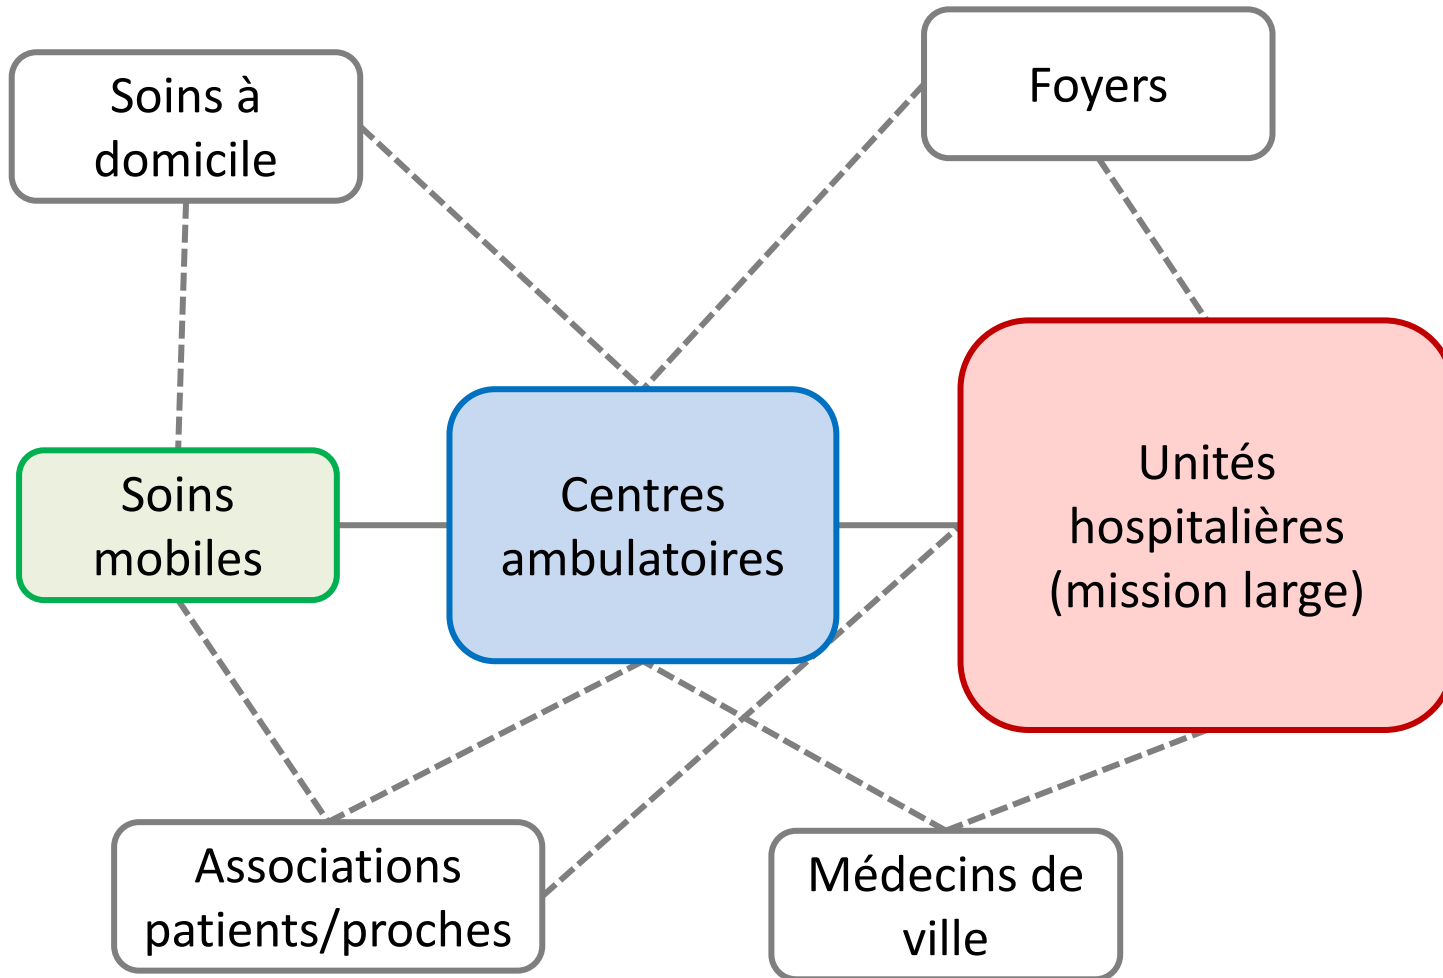 Soins à
domicile
Foyers
Soins
mobiles
Centres
ambulatoires
Unités
hospitalières
(mission large)
Associations
patients/proches
Médecins de
ville